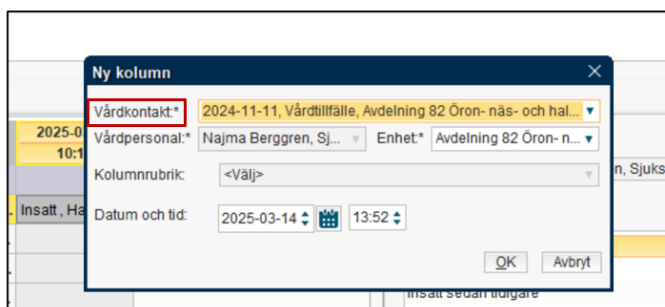 Ny kolumn
Vårdkontakt:* 2024-11-11, Vårdtillfälle, Avdelning 82 Öron- näs- och hal...
Vårdpersonal:* Najma Berggren, Sj... Enhet:* Avdelning 82 Öron- n...
Kolumnrubrik: <Välj>
Datum och tid: 2025-03-14 13:52
OK Avbryt
2025-0
10:1
n, Sjuks
Insatt, Ha
Insatt sedan tidigare